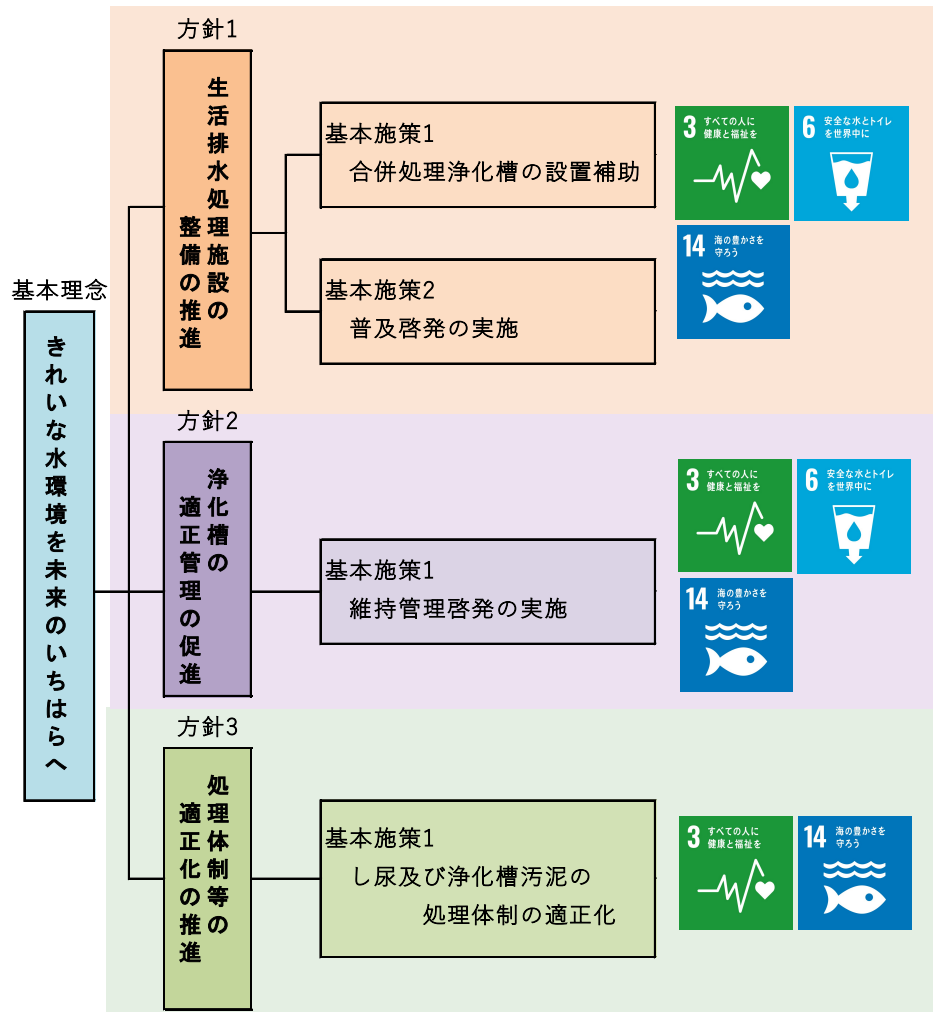 基本理念
きれいな水環境を未来のいちはらへ
方針1
生活排水処理施設の
整備の推進
基本施策1
合併処理浄化槽の設置補助
基本施策2
普及啓発の実施
3 すべての人に
健康と福祉を
6 安全な水とトイレ
を世界中に
14 海の豊かさを
守ろう
方針2
浄化槽の
適正管理の促進
基本施策1
維持管理啓発の実施
3 すべての人に
健康と福祉を
6 安全な水とトイレ
を世界中に
14 海の豊かさを
守ろう
方針3
処理体制等の
適正化の推進
基本施策1
し尿及び浄化槽汚泥の
処理体制の適正化
3 すべての人に
健康と福祉を
14 海の豊かさを
守ろう